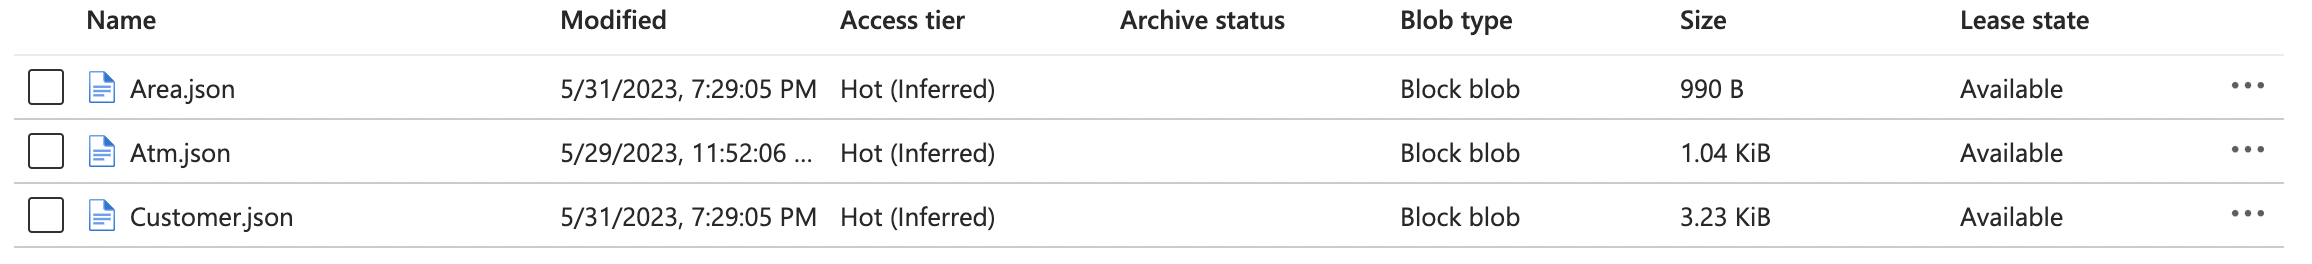 Name Modified Access tier Archive status Blob type Size Lease state
Area.json 5/31/2023, 7:29:05 PM Hot (Inferred) Block blob 990 B Available
Atm.json 5/29/2023, 11:52:06 ... Hot (Inferred) Block blob 1.04 KiB Available
Customer.json 5/31/2023, 7:29:05 PM Hot (Inferred) Block blob 3.23 KiB Available